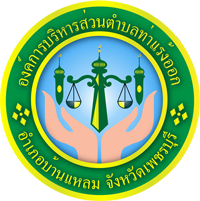 องค์การบริหารส่วนตำบลท่าแร้งออก
อำเภอบ้านแหลม จังหวัดเพชรบุรี